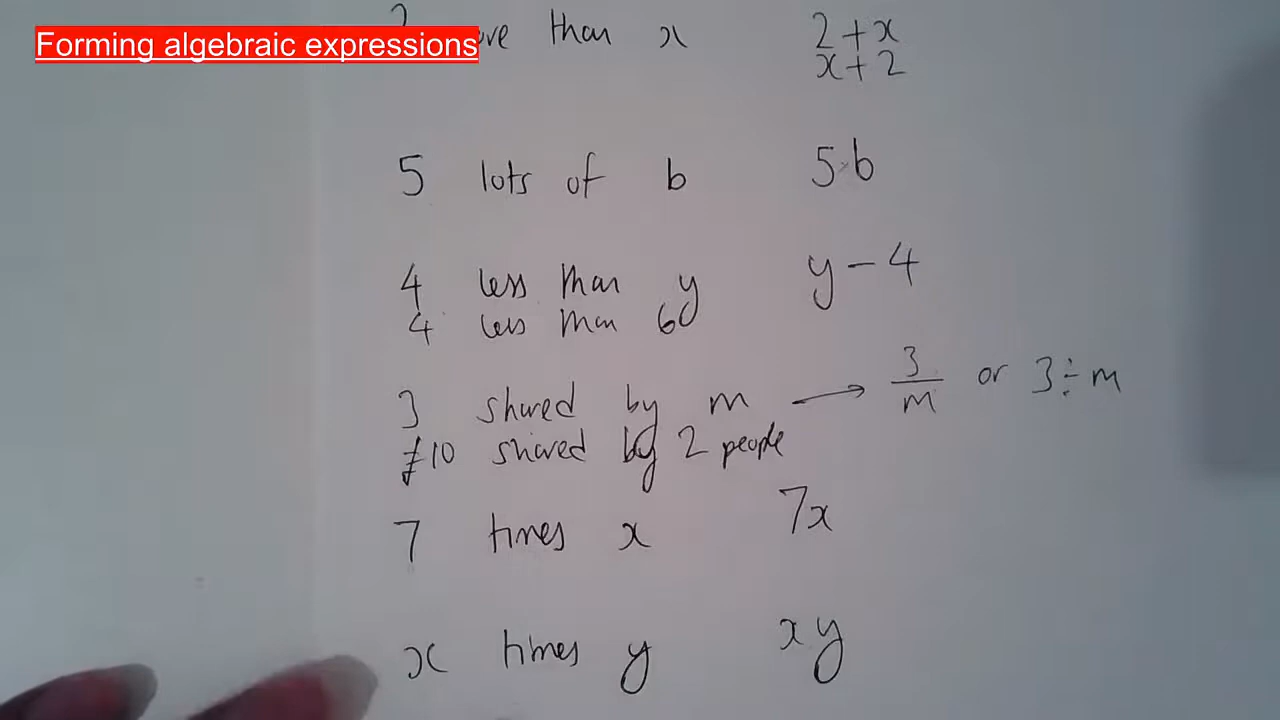 Forming algebraic expressions
than x 2 + x
x + 2
5 lots of b 5 b
4 less than y y - 4
4 less than 6
3 shared by m → 3/m or 3 ÷ m
£10 shared by 2 people
7 times x 7x
x times y xy